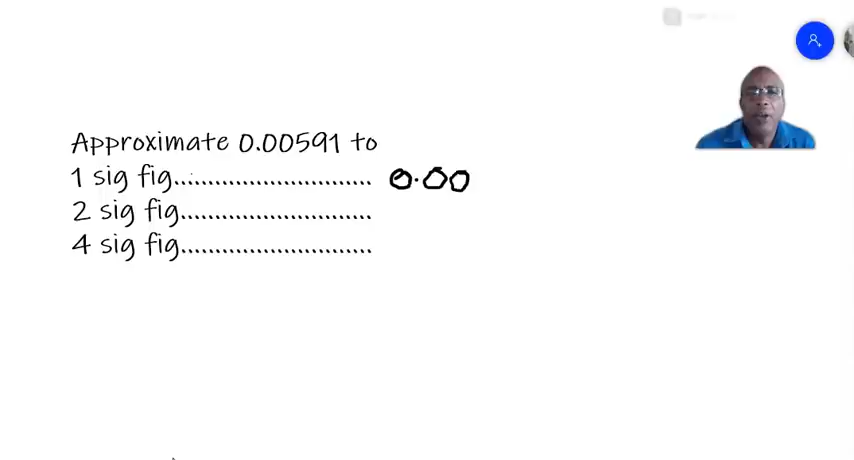 Approximate 0.00591 to
1 sig fig............................. 0.00
2 sig fig............................
4 sig fig............................